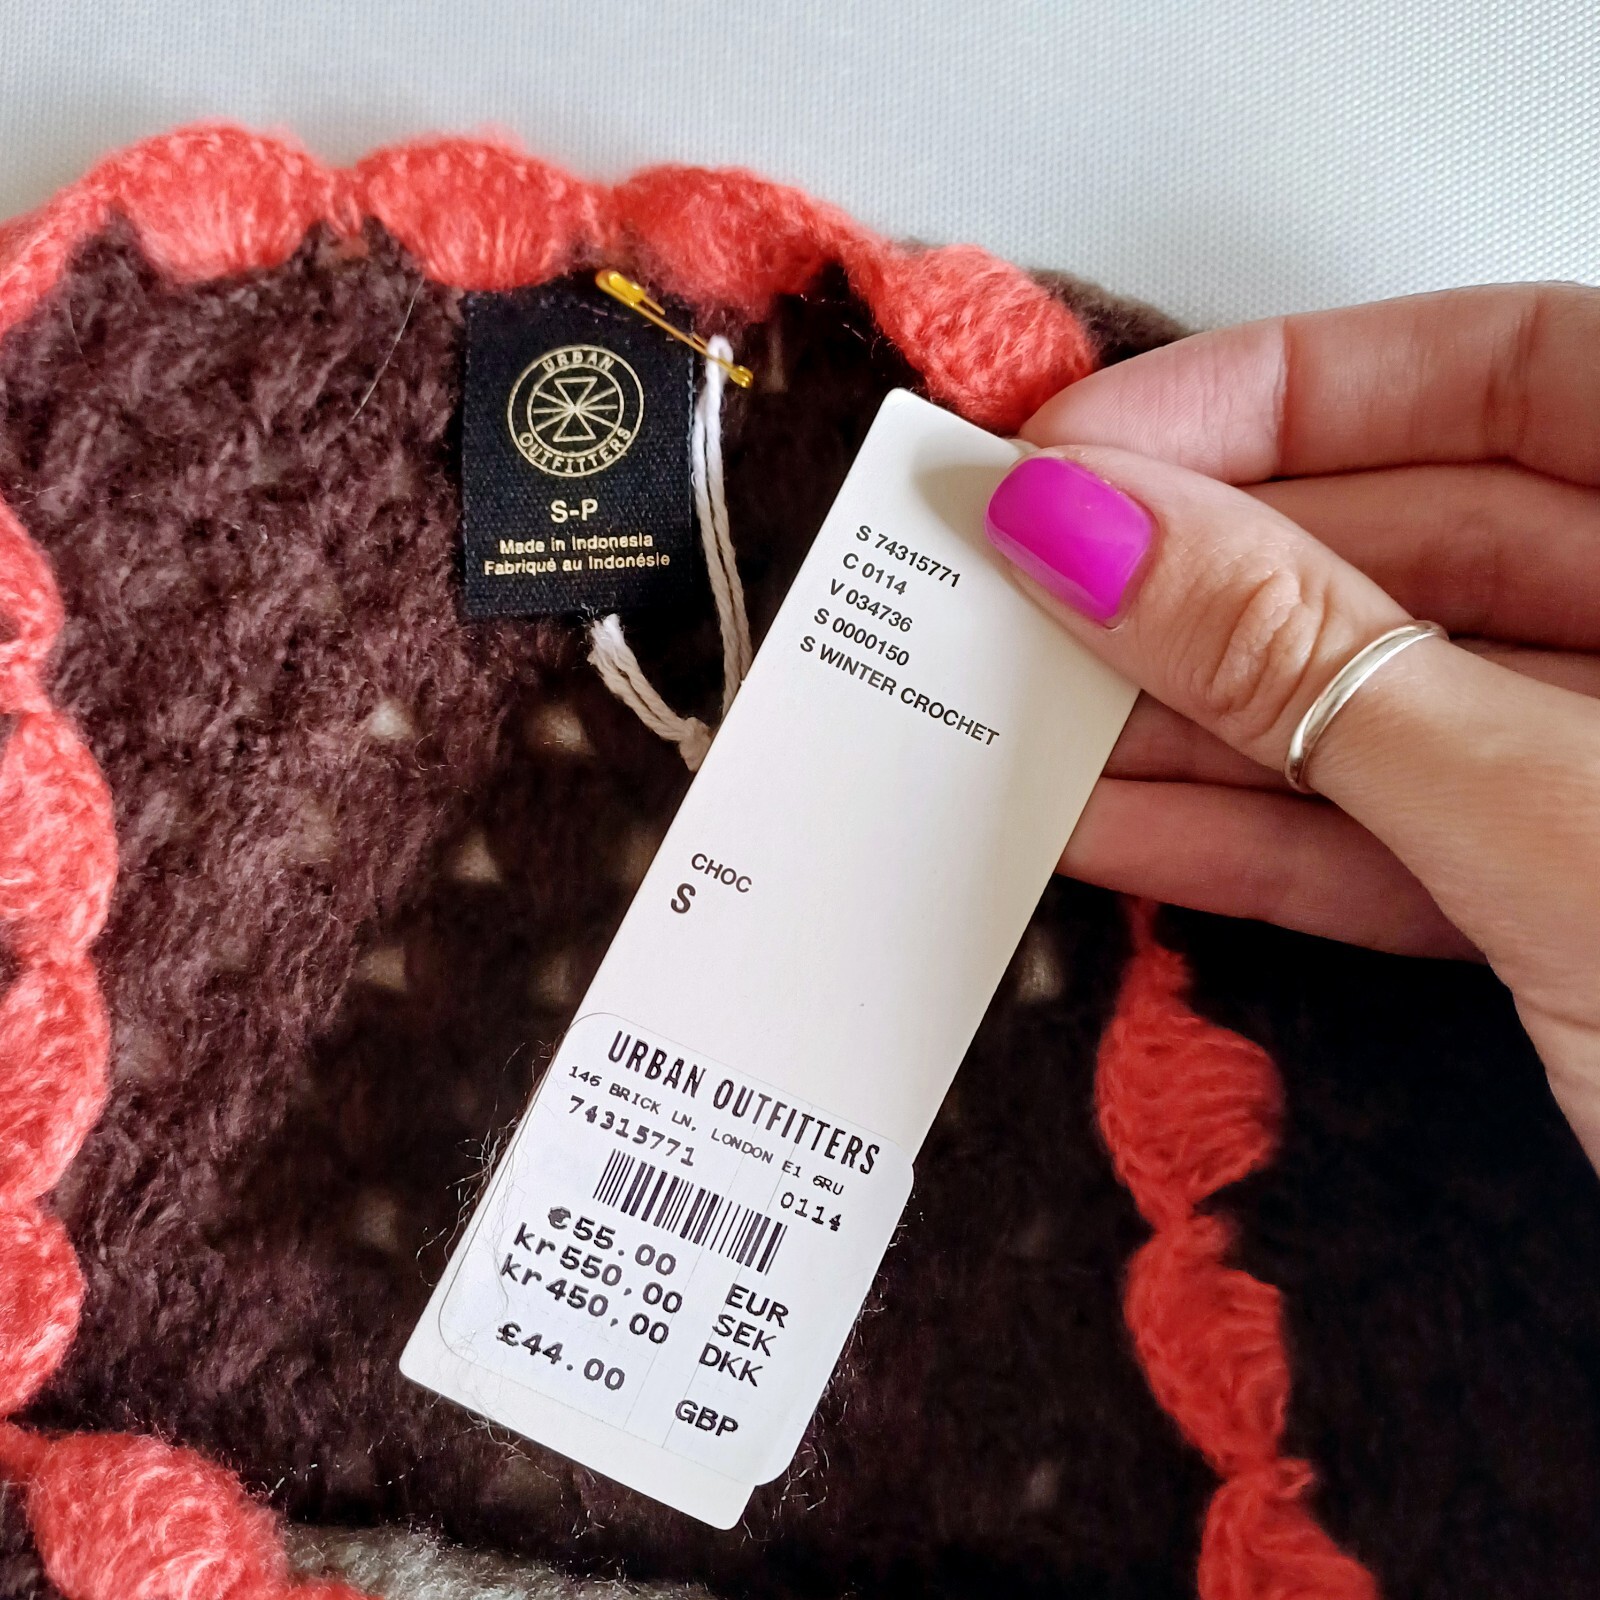 URBAN
OUTFITTERS
S-P
Made in Indonesia
Fabriqué au Indonésie
S 74315771
C 0114
V 034736
S 0000150
S WINTER CROCHET
CHOC
S
URBAN OUTFITTERS
146 BRICK LN, LONDON E1 6RU
74315771 0114
€55.00 EUR
kr550,00 SEK
kr450,00 DKK
£44.00 GBP